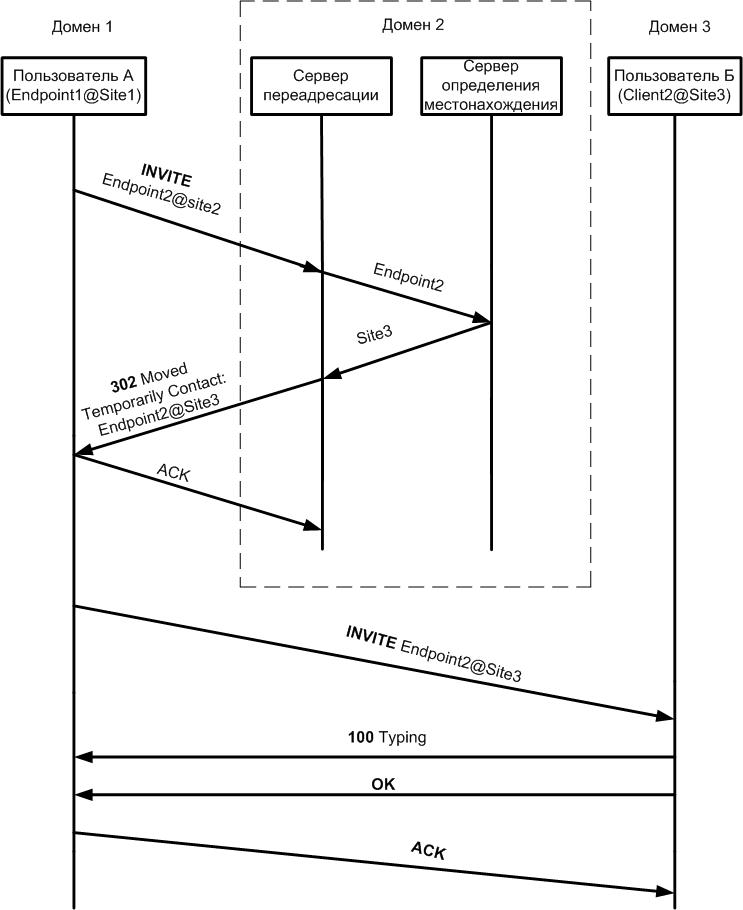 Домен 1
Домен 2
Домен 3
Пользователь А
(Endpoint1@Site1)
Сервер
переадресации
Сервер
определения
местонахождения
Пользователь Б
(Client2@Site3)
INVITE
Endpoint2@site2
Endpoint2
Site3
302 Moved
Temporarily Contact:
Endpoint2@Site3
ACK
INVITE Endpoint2@Site3
100 Typing
OK
ACK